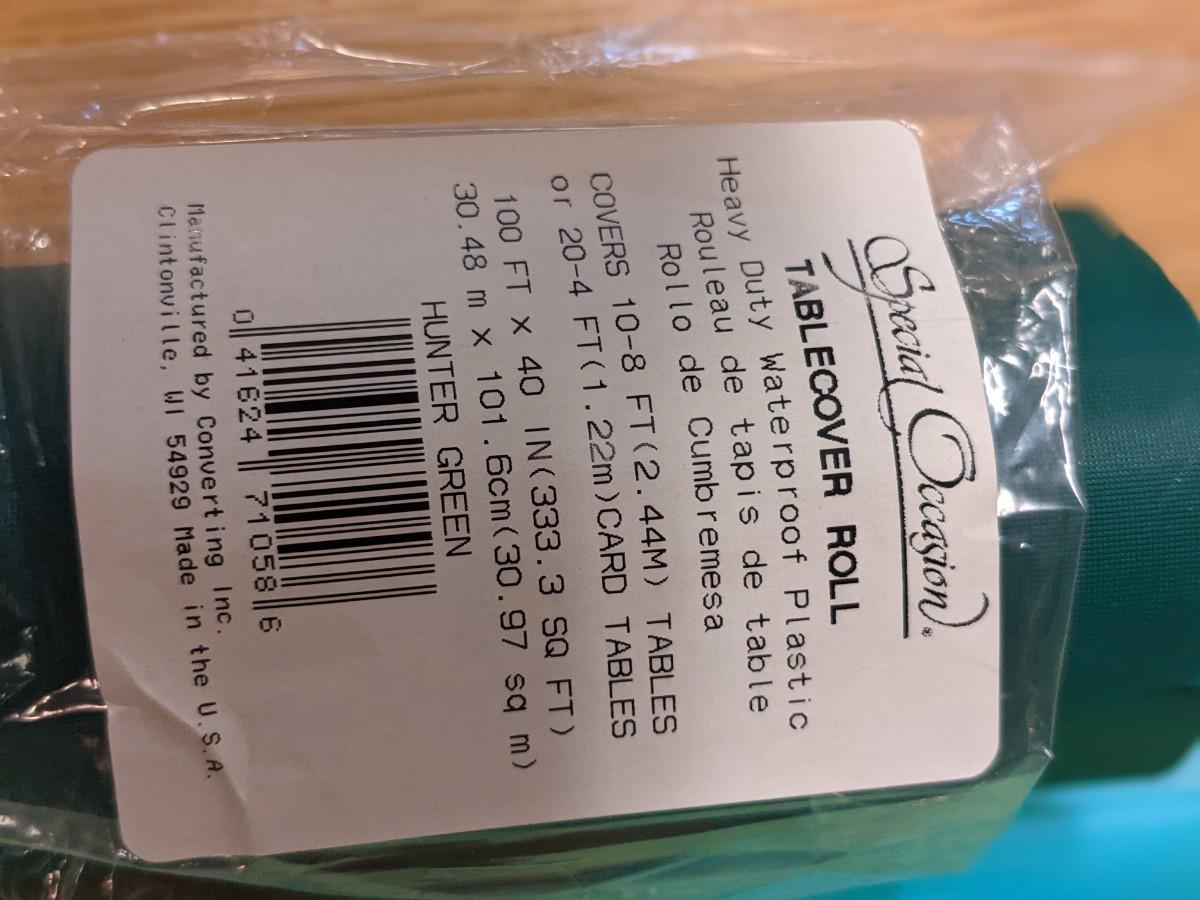 Special Occasion®
TABLECOVER ROLL
Heavy Duty Waterproof Plastic
Rouleau de tapis de table
Rollo de Cumbremesa
COVERS 10-8 FT(2.44M) TABLES
or 20-4 FT(1.22m)CARD TABLES
100 FT X 40 IN(333.3 SQ FT)
30.48 m X 101.6cm(30.97 sq m)
HUNTER GREEN
0 41624 71058 6
Manufactured by Converting Inc.
Clintonville, WI 54929 Made in the U.S.A.